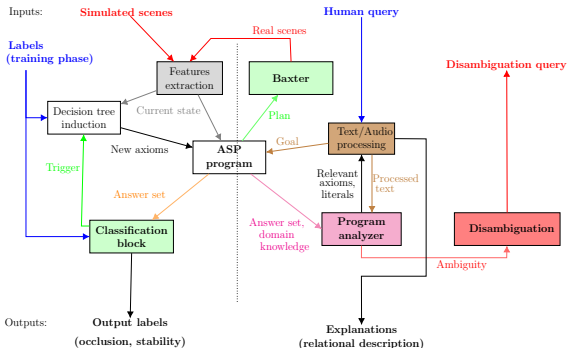 Inputs:
Simulated scenes
Human query
Real scenes
Labels
(training phase)
Disambiguation query
Features
extraction
Baxter
Current state
Plan
Decision tree
induction
Text/Audio
processing
New axioms
ASP
program
Goal
Trigger
Relevant
axioms,
literals
Processed
text
Answer set
Answer set,
domain
knowledge
Classification
block
Program
analyzer
Disambiguation
Ambiguity
Outputs:
Output labels
(occlusion, stability)
Explanations
(relational description)